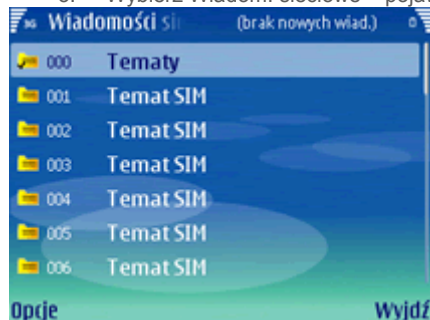 Wiadomości (brak nowych wiad.)
000 Tematy
001 Temat SIM
002 Temat SIM
003 Temat SIM
004 Temat SIM
005 Temat SIM
006 Temat SIM
Opcje Wyjdź